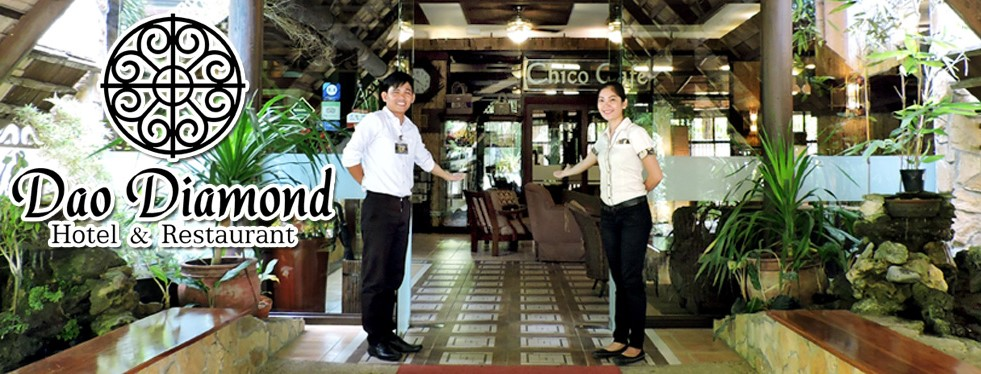 Dao Diamond
Hotel & Restaurant
Chico Cafe